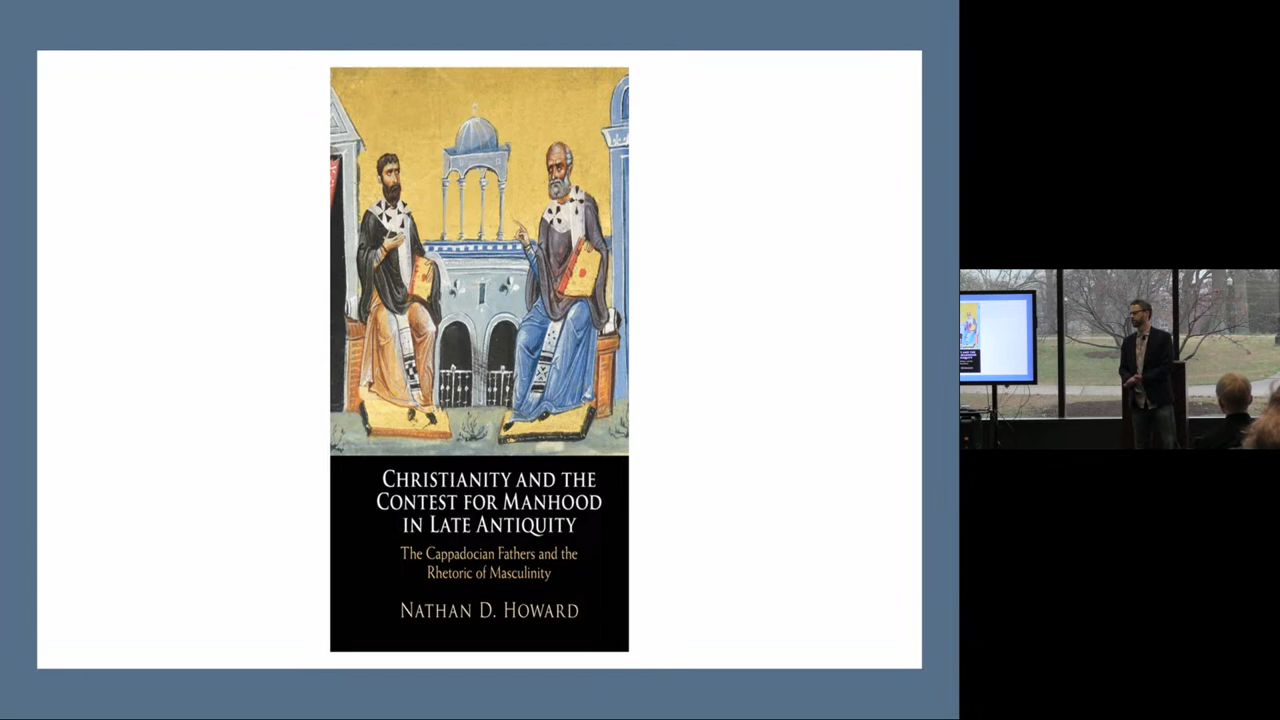 CHRISTIANITY AND THE
CONTEST FOR MANHOOD
IN LATE ANTIQUITY
The Cappadocian Fathers and the
Rhetoric of Masculinity
NATHAN D. HOWARD